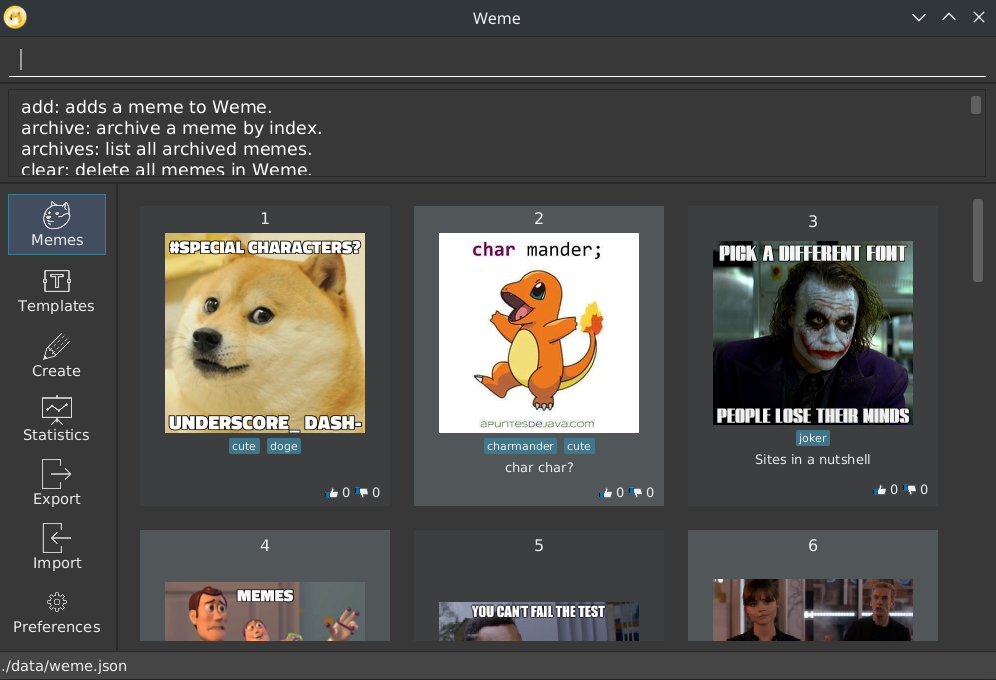 Weme
add: adds a meme to Weme.
archive: archive a meme by index.
archives: list all archived memes.
clear: delete all memes in Weme.
Memes
Templates
Create
Statistics
Export
Import
Preferences
1
#SPECIAL CHARACTERS?
UNDERSCORE_ DASH-
cute doge
0 0
2
char mander;
apuntesdejava.com
charmander cute
char char?
0 0
3
PICK A DIFFERENT FONT
PEOPLE LOSE THEIR MINDS
joker
Sites in a nutshell
0 0
4
MEMES
5
YOU CAN'T FAIL THE TEST
6
./data/weme.json